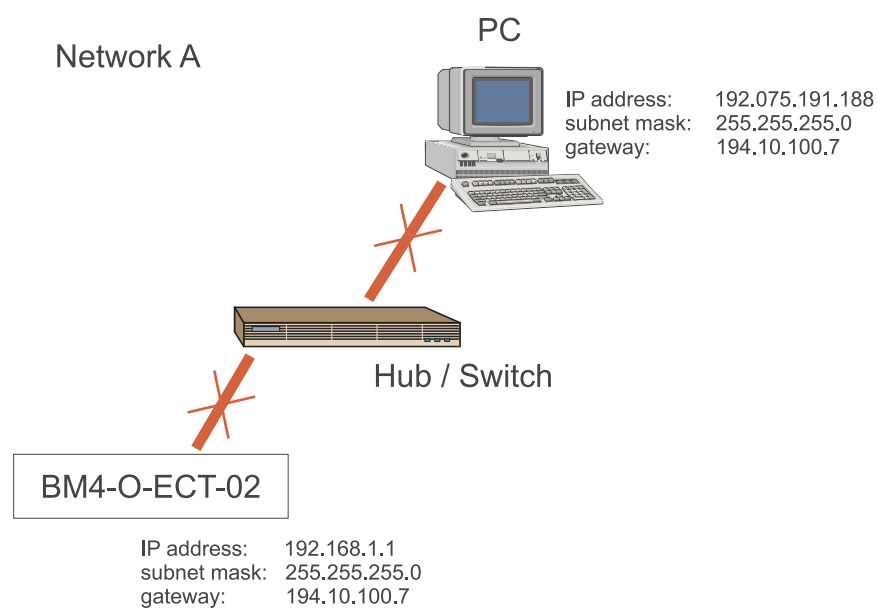 Network A
PC
IP address: 192.075.191.188
subnet mask: 255.255.255.0
gateway: 194.10.100.7
Hub / Switch
BM4-O-ECT-02
IP address: 192.168.1.1
subnet mask: 255.255.255.0
gateway: 194.10.100.7